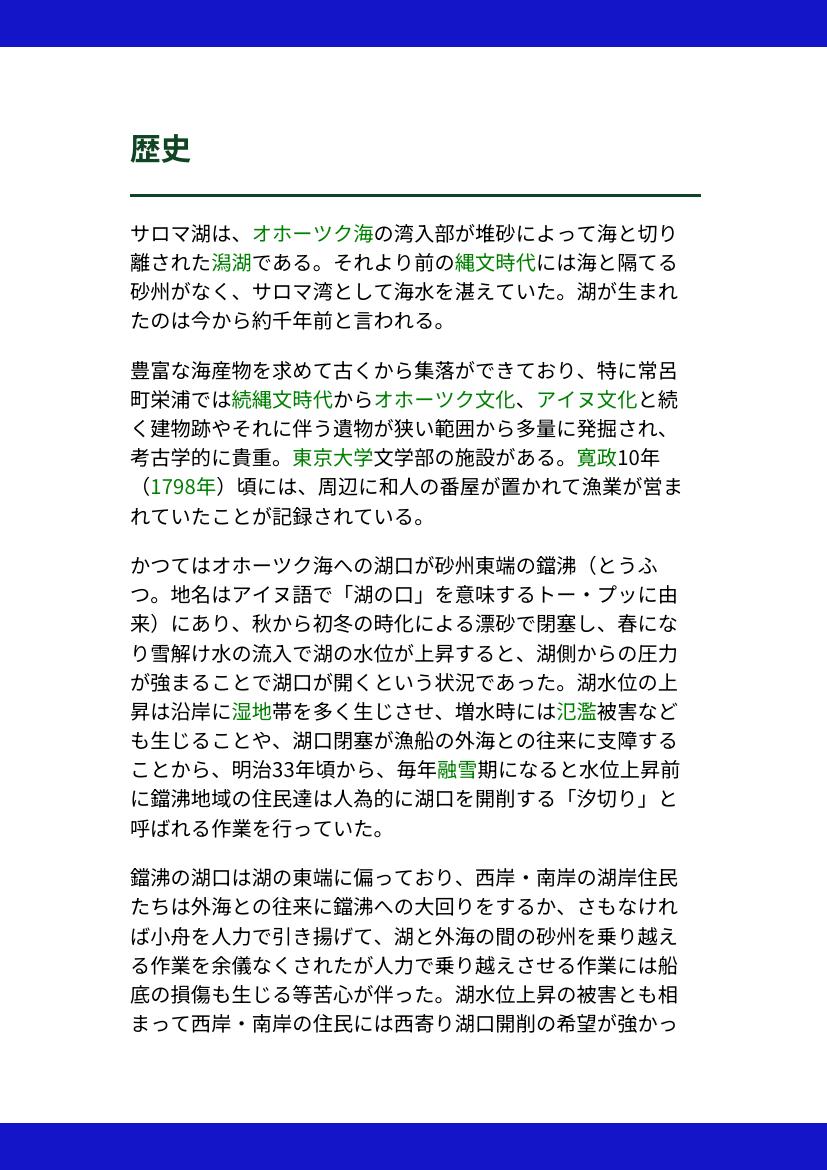 歴史
サロマ湖は、オホーツク海の湾入部が堆砂によって海と切り
離された潟湖である。それより前の縄文時代には海と隔てる
砂州がなく、サロマ湾として海水を湛えていた。湖が生まれ
たのは今から約千年前と言われる。
豊富な海産物を求めて古くから集落ができており、特に常呂
町栄浦では続縄文時代からオホーツク文化、アイヌ文化と続
く建物跡やそれに伴う遺物が狭い範囲から多量に発掘され、
考古学的に貴重。東京大学文学部の施設がある。寛政10年
（1798年）頃には、周辺に和人の番屋が置かれて漁業が営ま
れていたことが記録されている。
かつてはオホーツク海への湖口が砂州東端の鐺沸（とうふ
つ。地名はアイヌ語で「湖の口」を意味するトー・プッに由
来）にあり、秋から初冬の時化による漂砂で閉塞し、春にな
り雪解け水の流入で湖の水位が上昇すると、湖側からの圧力
が強まることで湖口が開くという状況であった。湖水位の上
昇は沿岸に湿地帯を多く生じさせ、増水時には氾濫被害など
も生じることや、湖口閉塞が漁船の外海との往来に支障する
ことから、明治33年頃から、毎年融雪期になると水位上昇前
に鐺沸地域の住民達は人為的に湖口を開削する「汐切り」と
呼ばれる作業を行っていた。
鐺沸の湖口は湖の東端に偏っており、西岸・南岸の湖岸住民
たちは外海との往来に鐺沸への大回りをするか、さもなけれ
ば小舟を人力で引き揚げて、湖と外海の間の砂州を乗り越え
る作業を余儀なくされたが人力で乗り越えさせる作業には船
底の損傷も生じる等苦心が伴った。湖水位上昇の被害とも相
まって西岸・南岸の住民には西寄り湖口開削の希望が強かっ